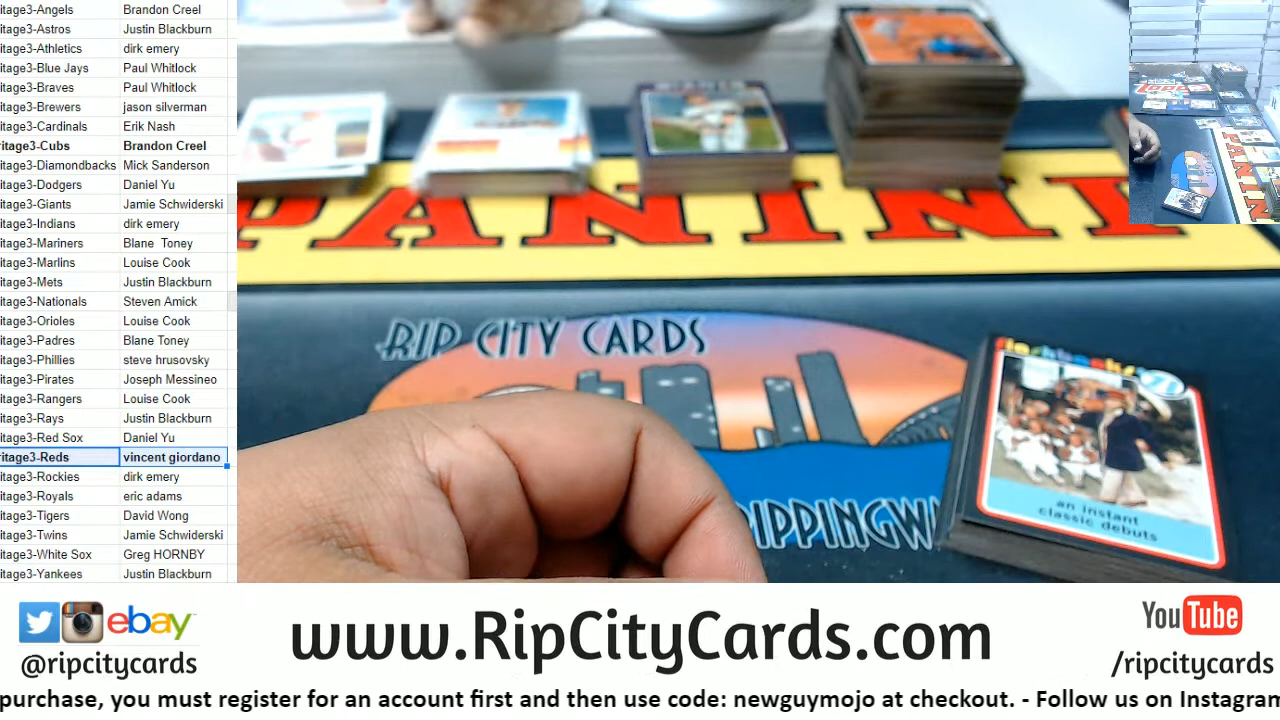 itage3-Angels Brandon Creel
itage3-Astros Justin Blackburn
itage3-Athletics dirk emery
itage3-Blue Jays Paul Whitlock
itage3-Braves Paul Whitlock
itage3-Brewers jason silverman
itage3-Cardinals Erik Nash
ritage3-Cubs Brandon Creel
itage3-Diamondbacks Mick Sanderson
itage3-Dodgers Daniel Yu
itage3-Giants Jamie Schwiderski
itage3-Indians dirk emery
itage3-Mariners Blane Toney
itage3-Marlins Louise Cook
itage3-Mets Justin Blackburn
itage3-Nationals Steven Amick
itage3-Orioles Louise Cook
itage3-Padres Blane Toney
itage3-Phillies steve hrusovsky
itage3-Pirates Joseph Messineo
itage3-Rangers Louise Cook
itage3-Rays Justin Blackburn
itage3-Red Sox Daniel Yu
ritage3-Reds vincent giordano
itage3-Rockies dirk emery
itage3-Royals eric adams
itage3-Tigers David Wong
itage3-Twins Jamie Schwiderski
itage3-White Sox Greg HORNBY
itage3-Yankees Justin Blackburn
PANINI
PANINI
RIP CITY CARDS
RIPPINGW
flashbacks 71
an instant
classic debuts
ebay
@ripcitycards
www.RipCityCards.com
YouTube
/ripcitycards
purchase, you must register for an account first and then use code: newguymojo at checkout. - Follow us on Instagram